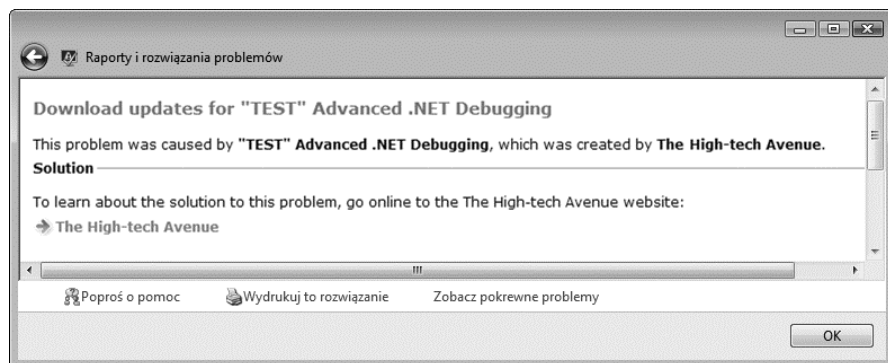 Raporty i rozwiązania problemów
Download updates for "TEST" Advanced .NET Debugging
This problem was caused by "TEST" Advanced .NET Debugging, which was created by The High-tech Avenue.
Solution
To learn about the solution to this problem, go online to the The High-tech Avenue website:
The High-tech Avenue
Poproś o pomoc Wydrukuj to rozwiązanie Zobacz pokrewne problemy
OK